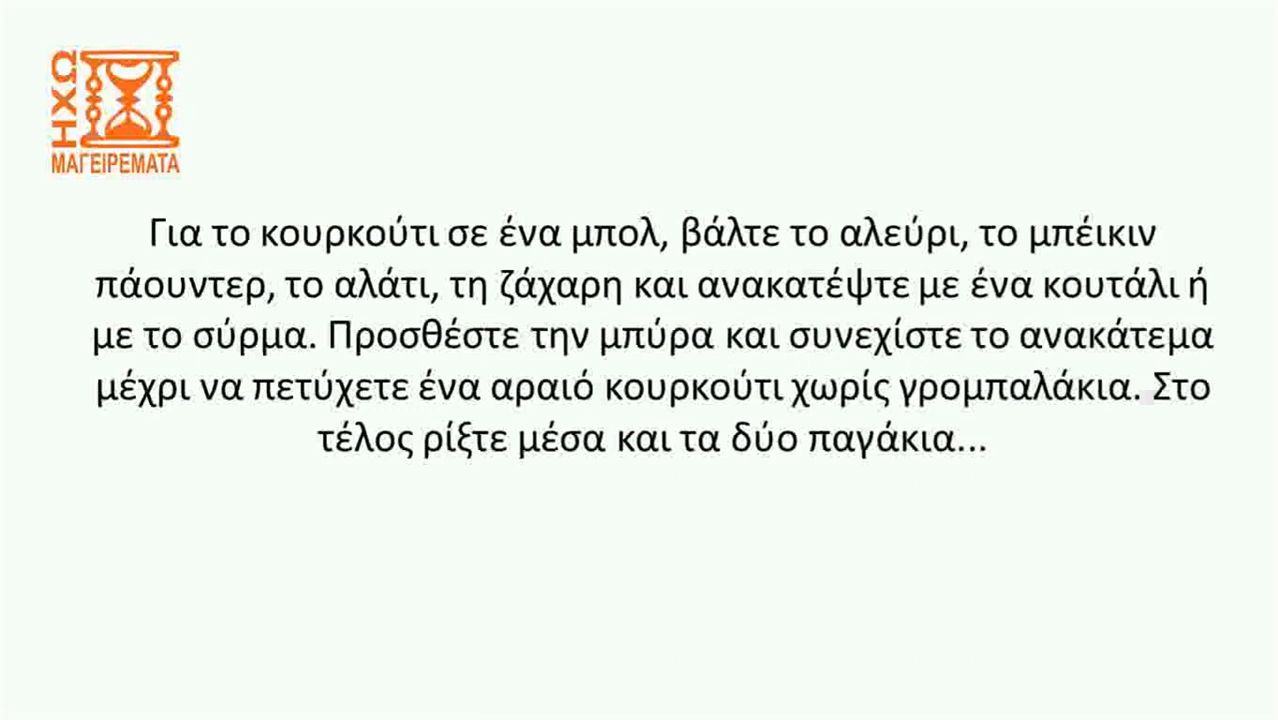 ΗΧΩ
ΜΑΓΕΙΡΕΜΑΤΑ
Για το κουρκούτι σε ένα μπολ, βάλτε το αλεύρι, το μπέικιν
πάουντερ, το αλάτι, τη ζάχαρη και ανακατέψτε με ένα κουτάλι ή
με το σύρμα. Προσθέστε την μπύρα και συνεχίστε το ανακάτεμα
μέχρι να πετύχετε ένα αραιό κουρκούτι χωρίς γρομπαλάκια. Στο
τέλος ρίξτε μέσα και τα δύο παγάκια...